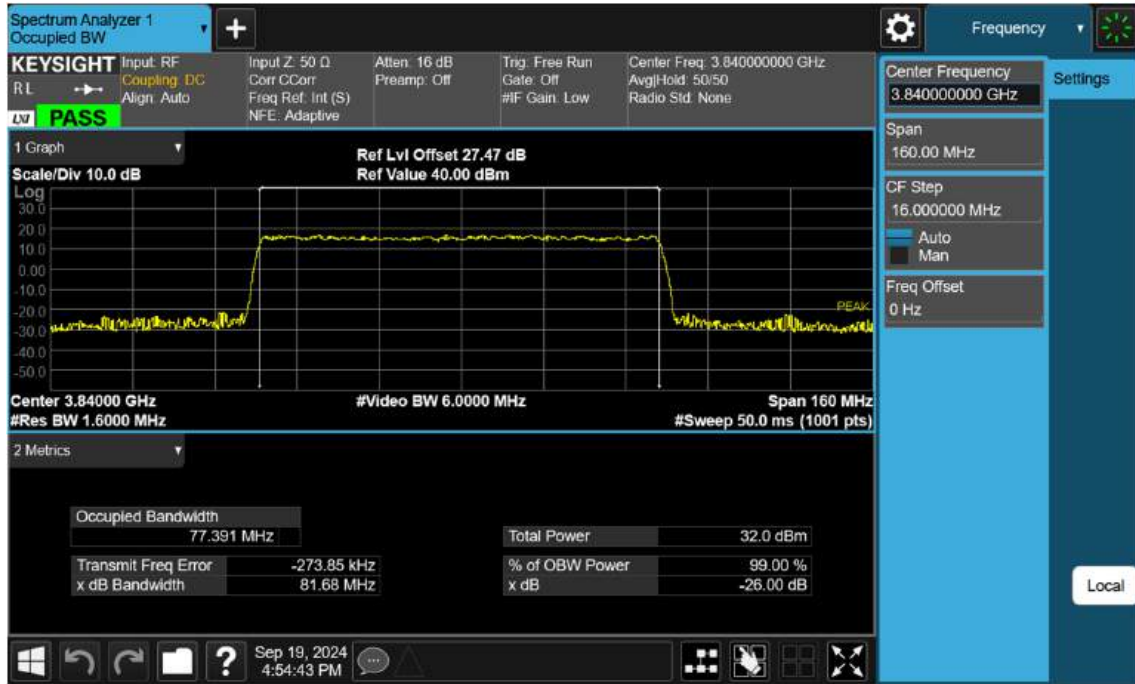 Spectrum Analyzer 1
Occupied BW
+
Frequency
KEYSIGHT
R L
LXI PASS
Input: RF
Coupling: DC
Align: Auto
Input Z: 50 Ω
Corr CCorr
Freq Ref: Int (S)
NFE: Adaptive
Atten: 16 dB
Preamp: Off
Trig: Free Run
Gate: Off
#IF Gain: Low
Center Freq: 3.840000000 GHz
Avg|Hold: 50/50
Radio Std: None
1 Graph
Scale/Div 10.0 dB
Ref Lvl Offset 27.47 dB
Ref Value 40.00 dBm
Log
30.0
20.0
10.0
0.00
-10.0
-20.0
-30.0
-40.0
-50.0
PEAK
Center 3.84000 GHz
#Video BW 6.0000 MHz
Span 160 MHz
#Res BW 1.6000 MHz
#Sweep 50.0 ms (1001 pts)
2 Metrics
Occupied Bandwidth
77.391 MHz
Total Power 32.0 dBm
Transmit Freq Error -273.85 kHz
% of OBW Power 99.00 %
x dB Bandwidth 81.68 MHz
x dB -26.00 dB
Center Frequency
3.840000000 GHz
Settings
Span
160.00 MHz
CF Step
16.000000 MHz
Auto
Man
Freq Offset
0 Hz
Local
?
Sep 19, 2024
4:54:43 PM